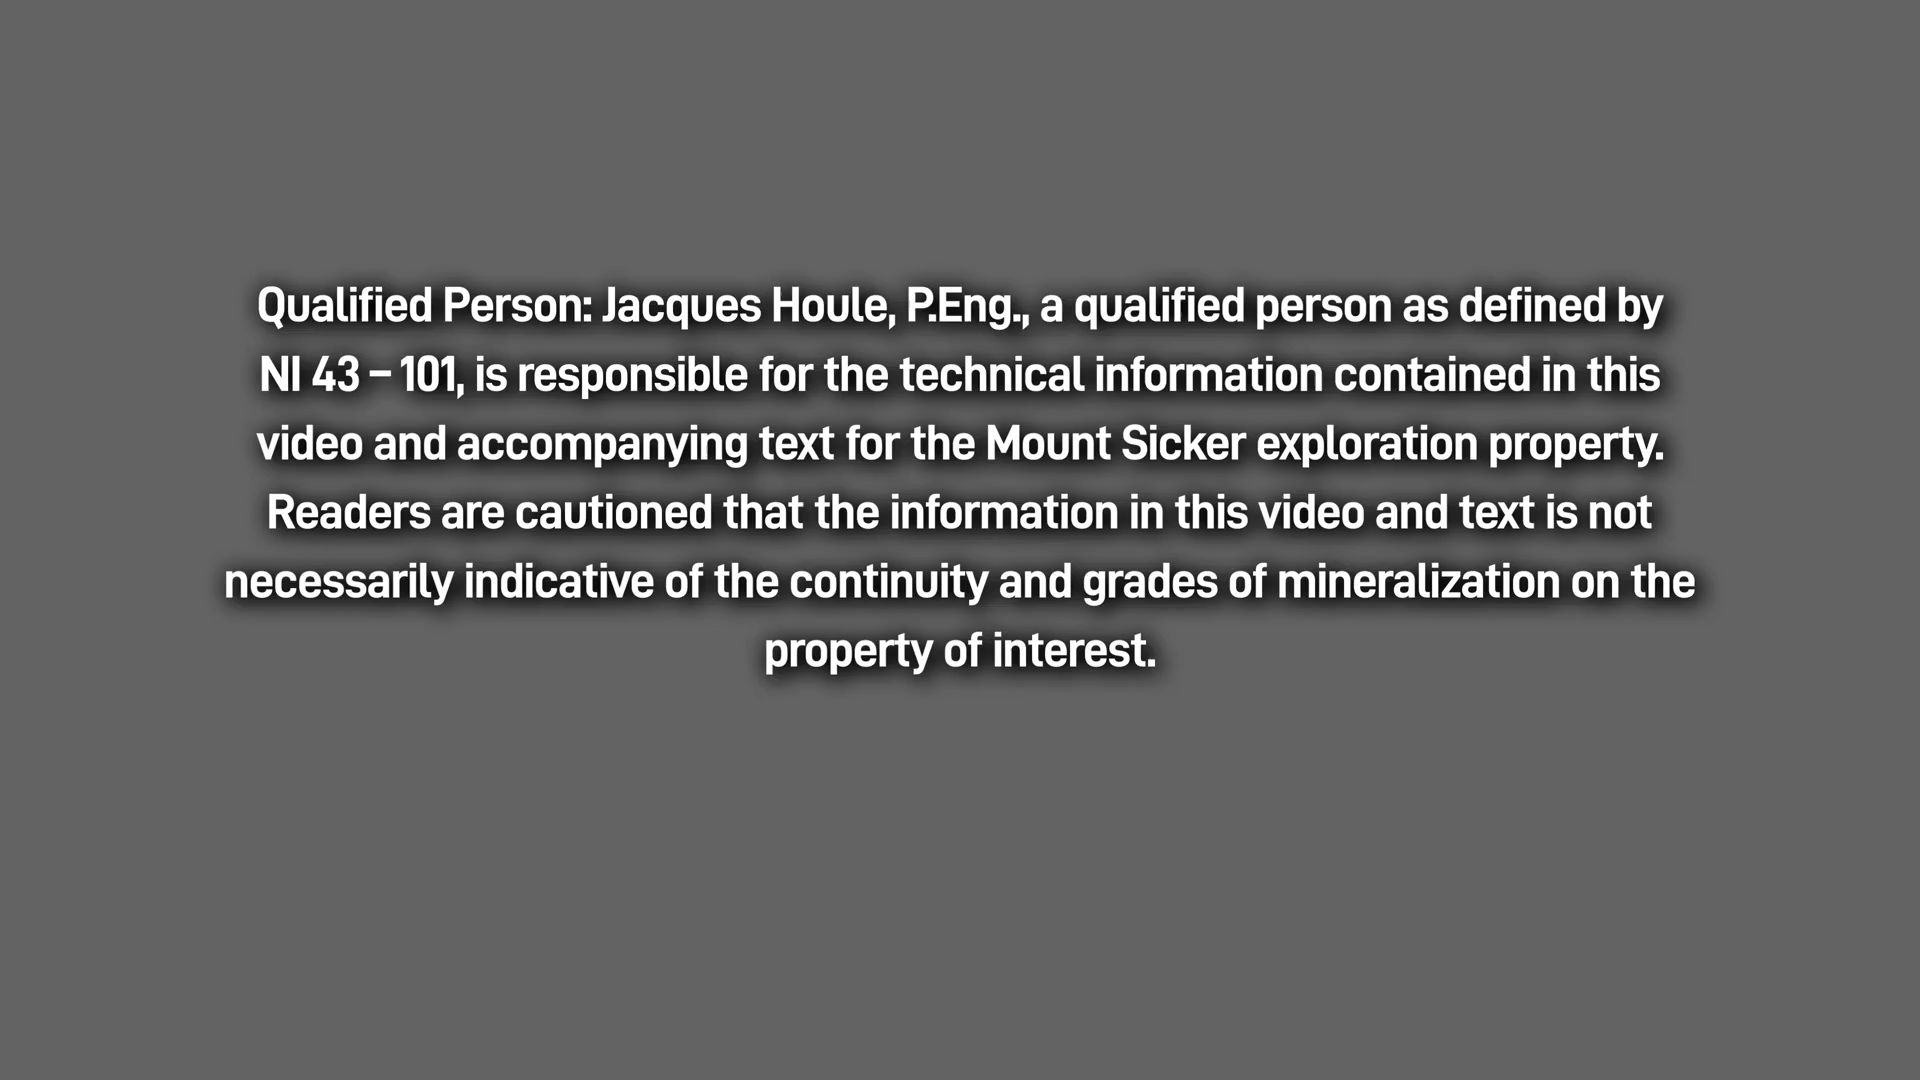 Qualified Person: Jacques Houle, P.Eng., a qualified person as defined by
NI 43 – 101, is responsible for the technical information contained in this
video and accompanying text for the Mount Sicker exploration property.
Readers are cautioned that the information in this video and text is not
necessarily indicative of the continuity and grades of mineralization on the
property of interest.